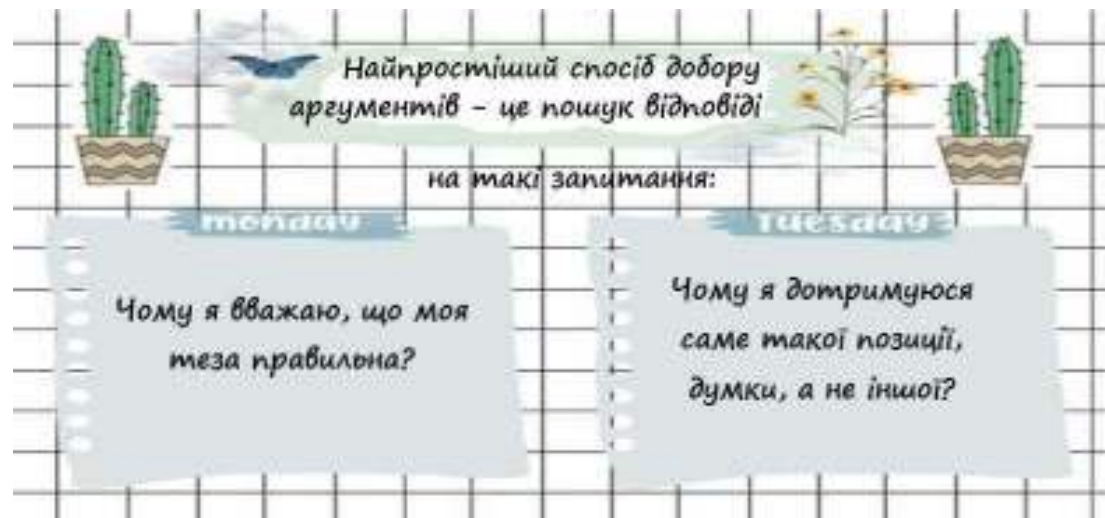 Найпростіший спосіб добору
аргументів – це пошук відповіді
на такі запитання:
monday
Tuesday
Чому я вважаю, що моя
теза правильна?
Чому я дотримуюся
саме такої позиції,
думки, а не іншої?